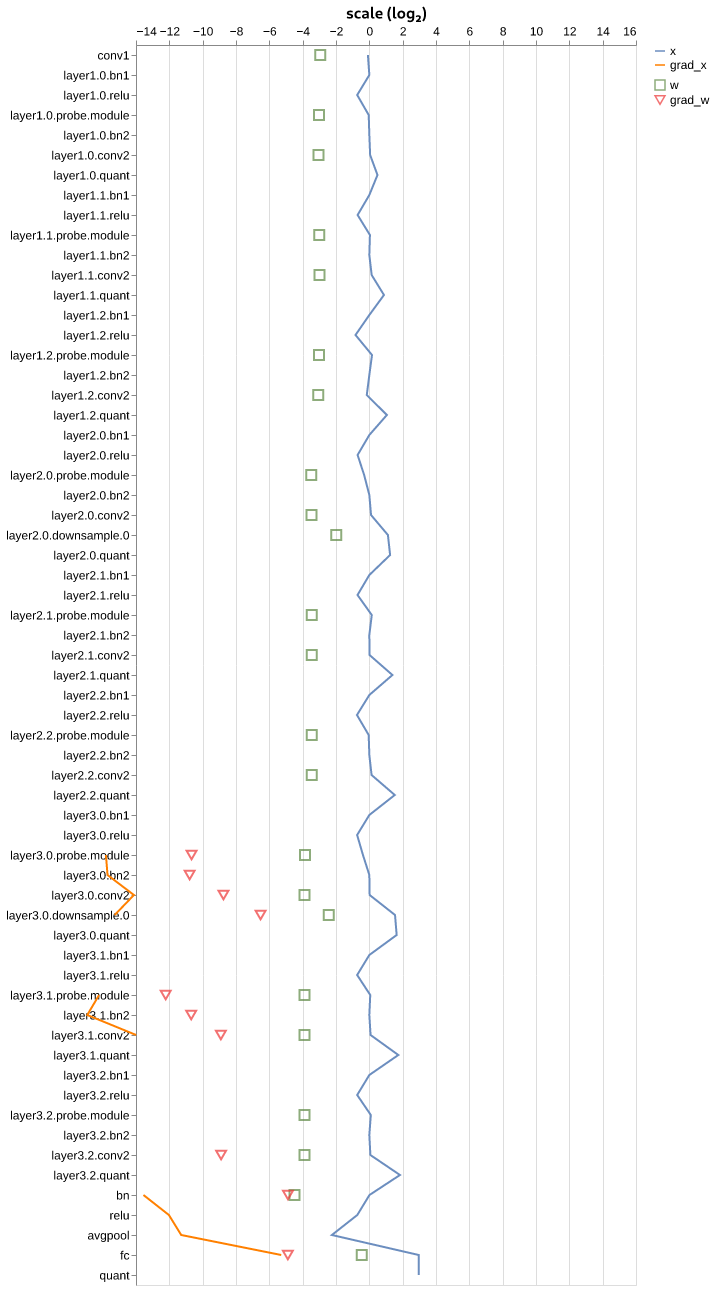 scale (log₂)
−14 −12 −10 −8 −6 −4 −2 0 2 4 6 8 10 12 14 16
x
grad_x
w
grad_w
conv1
layer1.0.bn1
layer1.0.relu
layer1.0.probe.module
layer1.0.bn2
layer1.0.conv2
layer1.0.quant
layer1.1.bn1
layer1.1.relu
layer1.1.probe.module
layer1.1.bn2
layer1.1.conv2
layer1.1.quant
layer1.2.bn1
layer1.2.relu
layer1.2.probe.module
layer1.2.bn2
layer1.2.conv2
layer1.2.quant
layer2.0.bn1
layer2.0.relu
layer2.0.probe.module
layer2.0.bn2
layer2.0.conv2
layer2.0.downsample.0
layer2.0.quant
layer2.1.bn1
layer2.1.relu
layer2.1.probe.module
layer2.1.bn2
layer2.1.conv2
layer2.1.quant
layer2.2.bn1
layer2.2.relu
layer2.2.probe.module
layer2.2.bn2
layer2.2.conv2
layer2.2.quant
layer3.0.bn1
layer3.0.relu
layer3.0.probe.module
layer3.0.bn2
layer3.0.conv2
layer3.0.downsample.0
layer3.0.quant
layer3.1.bn1
layer3.1.relu
layer3.1.probe.module
layer3.1.bn2
layer3.1.conv2
layer3.1.quant
layer3.2.bn1
layer3.2.relu
layer3.2.probe.module
layer3.2.bn2
layer3.2.conv2
layer3.2.quant
bn
relu
avgpool
fc
quant